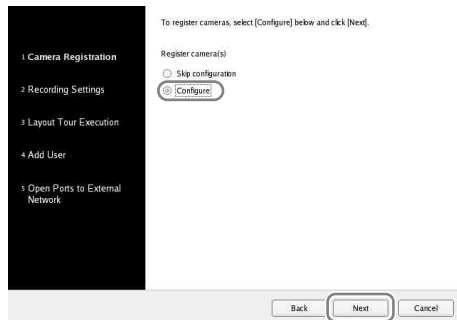 To register cameras, select [Configure] below and click [Next].
1 Camera Registration
2 Recording Settings
3 Layout Tour Execution
4 Add User
5 Open Ports to External
Network
Register camera(s)
Skip configuration
Configure
Back
Next
Cancel